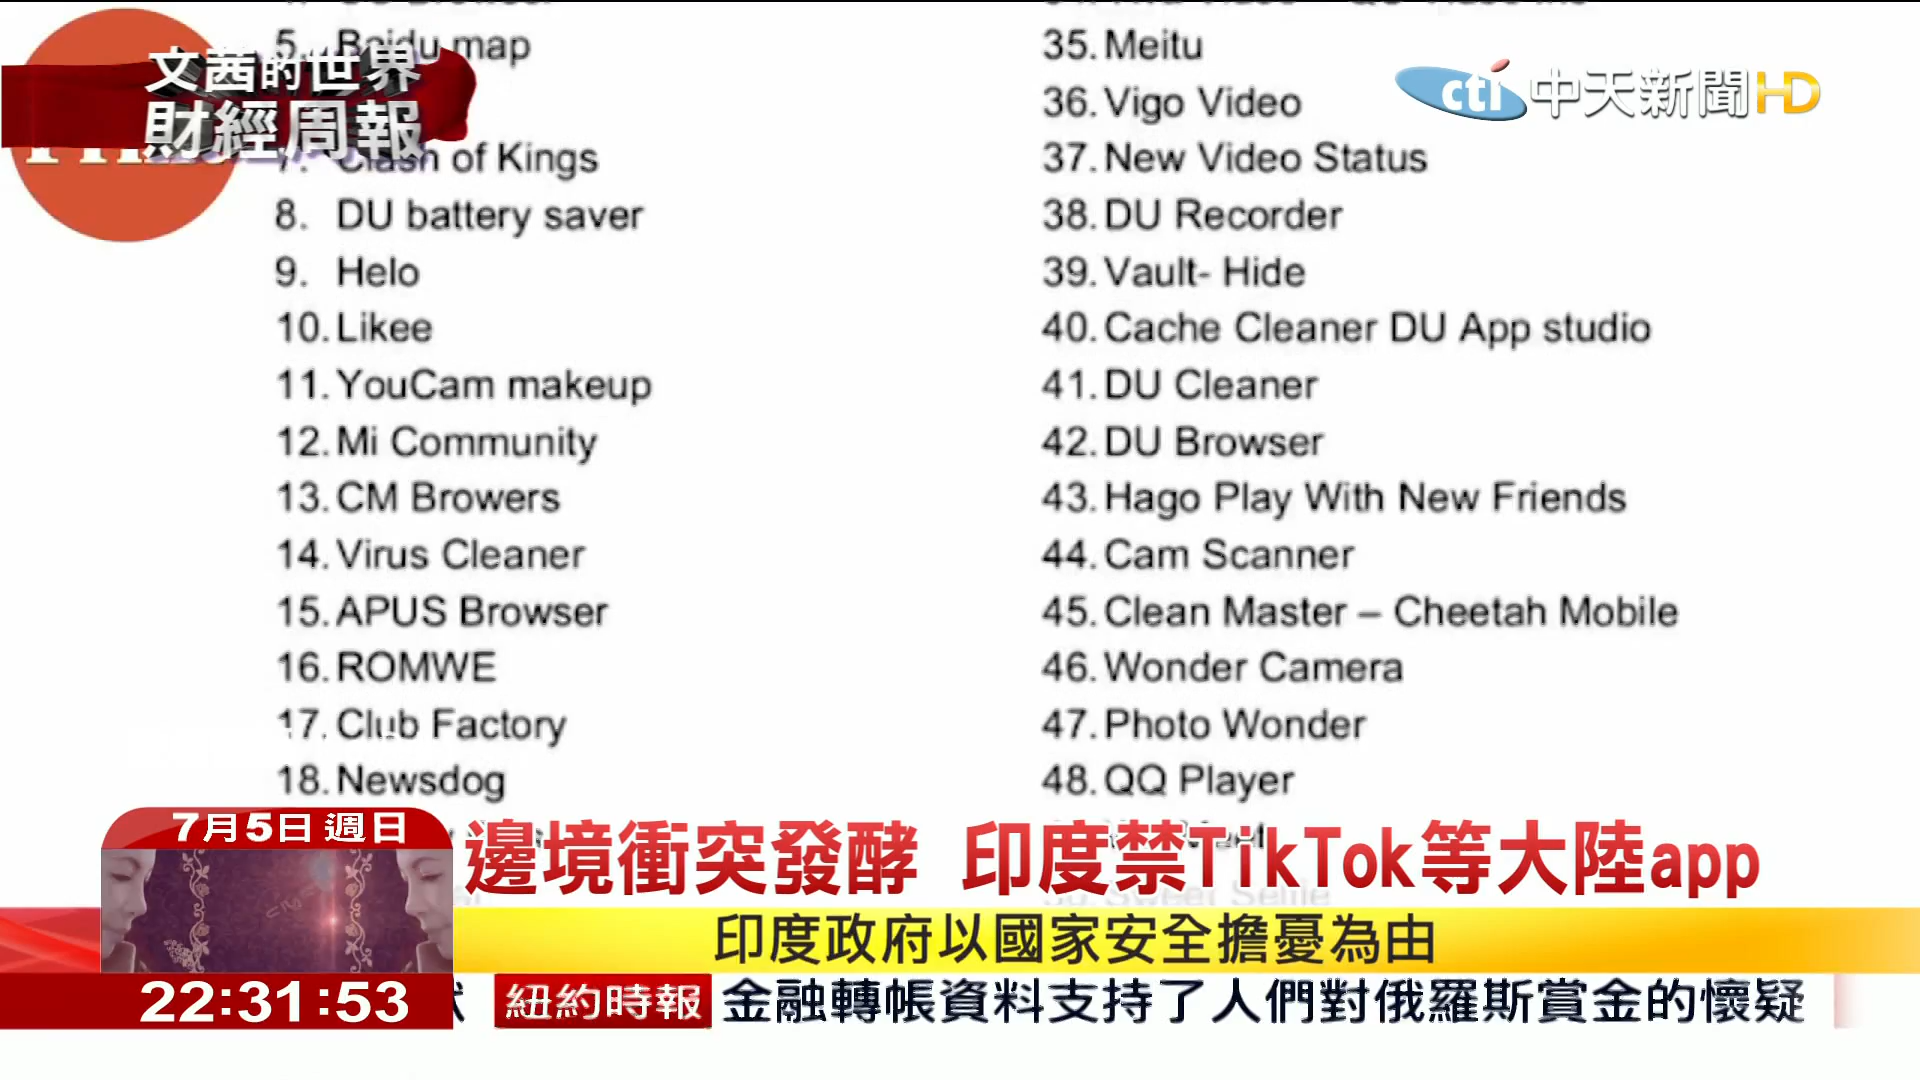 5. Baidu map
7. Clash of Kings
8. DU battery saver
9. Helo
10. Likee
11. YouCam makeup
12. Mi Community
13. CM Browers
14. Virus Cleaner
15. APUS Browser
16. ROMWE
17. Club Factory
18. Newsdog
35. Meitu
36. Vigo Video
37. New Video Status
38. DU Recorder
39. Vault- Hide
40. Cache Cleaner DU App studio
41. DU Cleaner
42. DU Browser
43. Hago Play With New Friends
44. Cam Scanner
45. Clean Master – Cheetah Mobile
46. Wonder Camera
47. Photo Wonder
48. QQ Player
Sweet Selfie
文茜的世界
財經周報
cti 中天新聞HD
7月5日 週日
邊境衝突發酵 印度禁TikTok等大陸app
印度政府以國家安全擔憂為由
22:31:53
紐約時報 金融轉帳資料支持了人們對俄羅斯賞金的懷疑